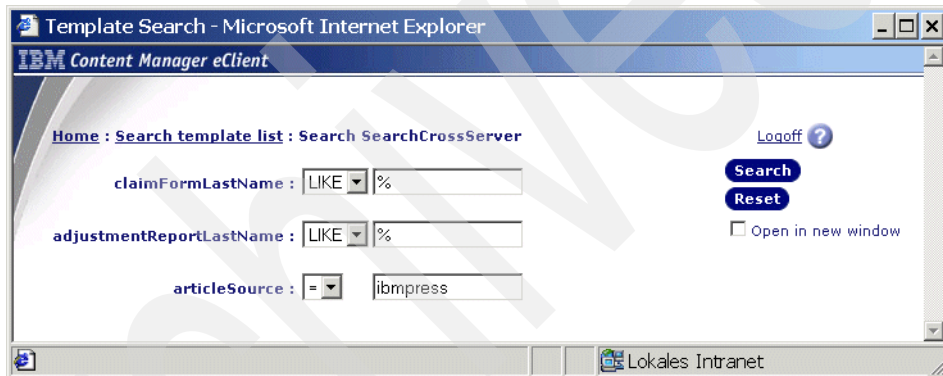 Template Search - Microsoft Internet Explorer
IBM Content Manager eClient
Home : Search template list : Search SearchCrossServer
Logoff ?
claimFormLastName : LIKE %
Search
Reset
adjustmentReportLastName : LIKE %
Open in new window
articleSource : = ibmpress
Lokales Intranet